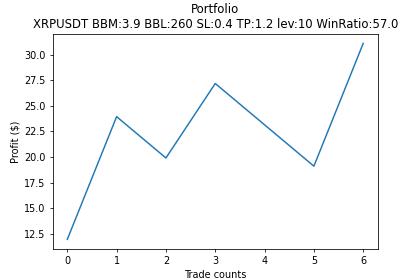 Portfolio
XRPUSDT BBM:3.9 BBL:260 SL:0.4 TP:1.2 lev:10 WinRatio:57.0
30.0
27.5
25.0
22.5
20.0
17.5
15.0
12.5
Profit ($)
0 1 2 3 4 5 6
Trade counts